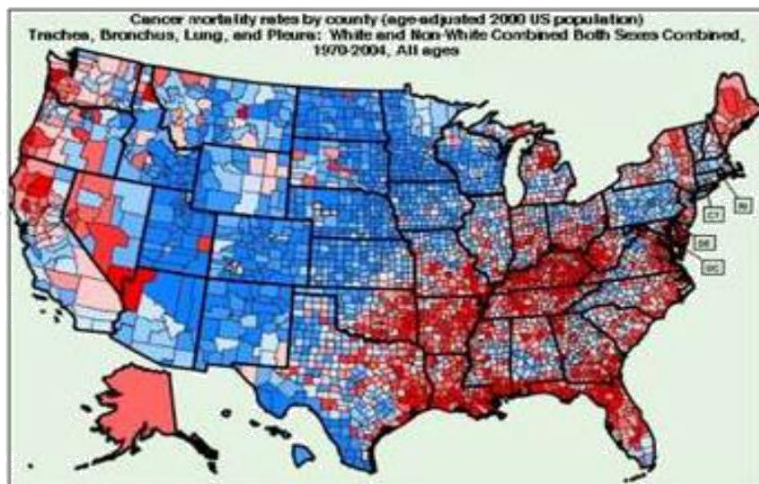 Cancer mortality rates by county (age-adjusted 2000 US population)
Trachea, Bronchus, Lung, and Pleura: White and Non-White Combined Both Sexes Combined,
1970-2004, All ages
CT
RI
DE
DC